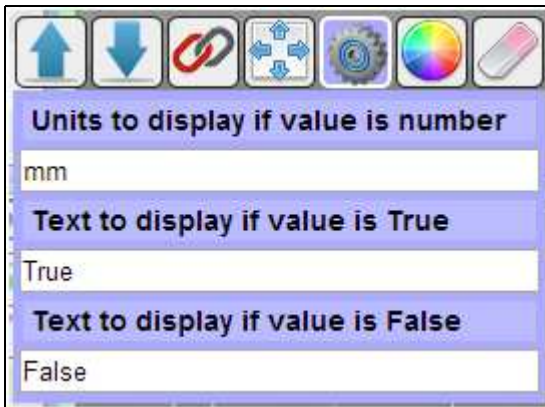 Units to display if value is number
mm
Text to display if value is True
True
Text to display if value is False
False